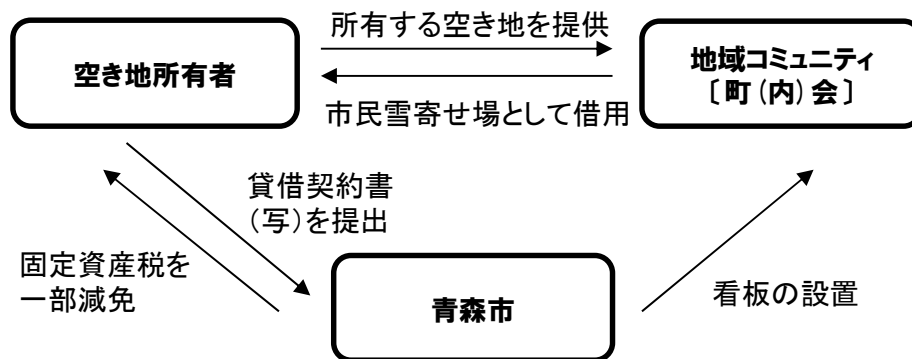 所有する空き地を提供
空き地所有者
地域コミュニティ
〔町(内)会〕
市民雪寄せ場として借用
貸借契約書
(写)を提出
固定資産税を
一部減免
青森市
看板の設置